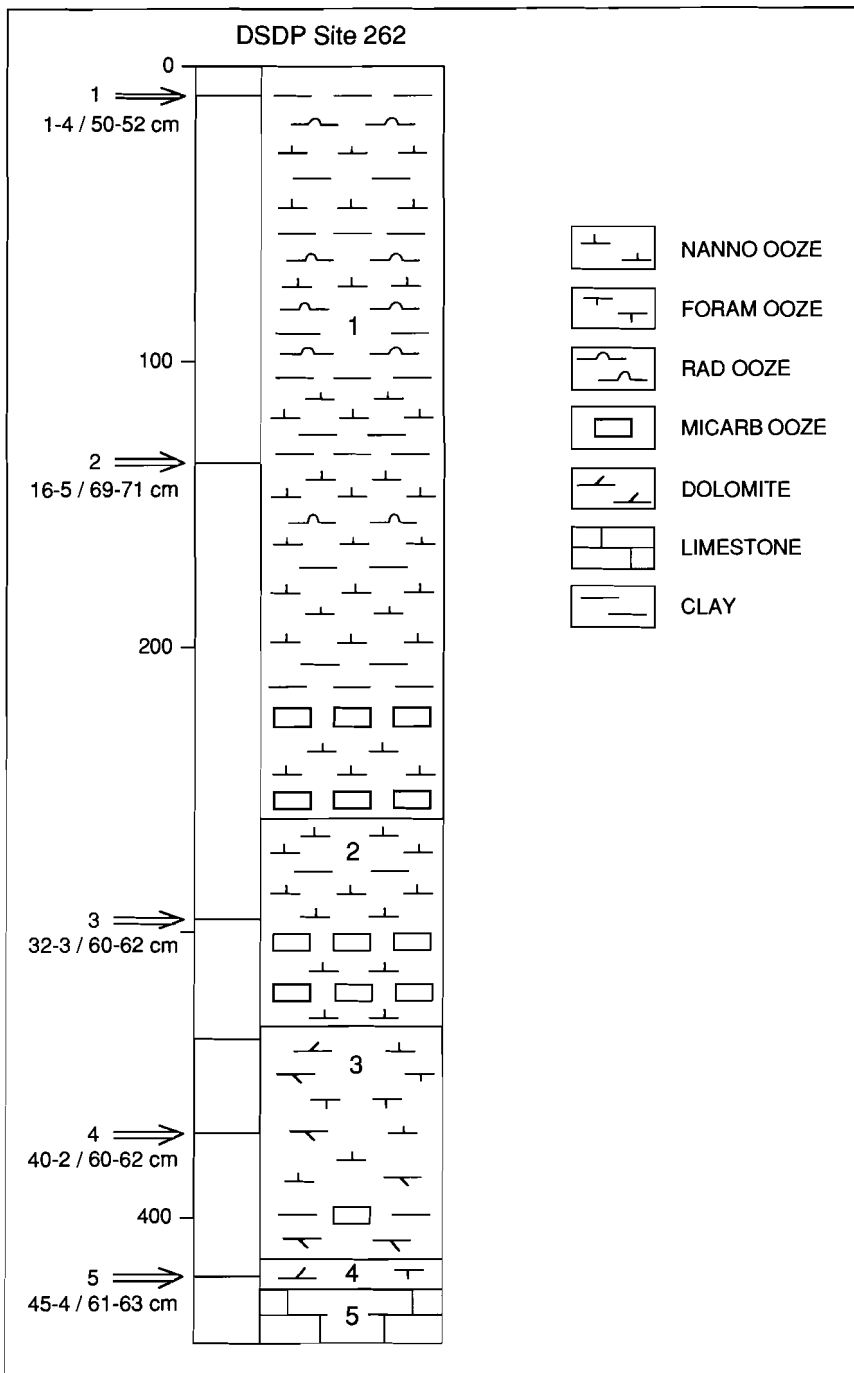 DSDP Site 262
0
1
1-4 / 50-52 cm
NANNO OOZE
FORAM OOZE
1
RAD OOZE
100
MICARB OOZE
2
16-5 / 69-71 cm
DOLOMITE
LIMESTONE
CLAY
200
2
3
32-3 / 60-62 cm
3
4
40-2 / 60-62 cm
400
5
4
45-4 / 61-63 cm
5